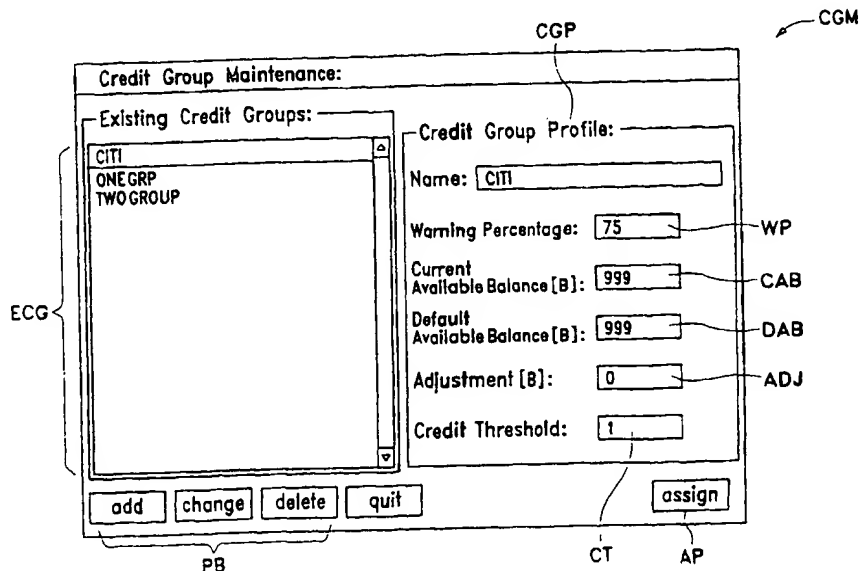 CGM
CGP
Credit Group Maintenance:
Existing Credit Groups:
CITI
ONEGRP
TWOGROUP
ECG
Credit Group Profile:
Name: CITI
Warning Percentage: 75
WP
Current
Available Balance [B]: 999
CAB
Default
Available Balance [B]: 999
DAB
Adjustment [B]: 0
ADJ
Credit Threshold: 1
add change delete quit assign
PB CT AP